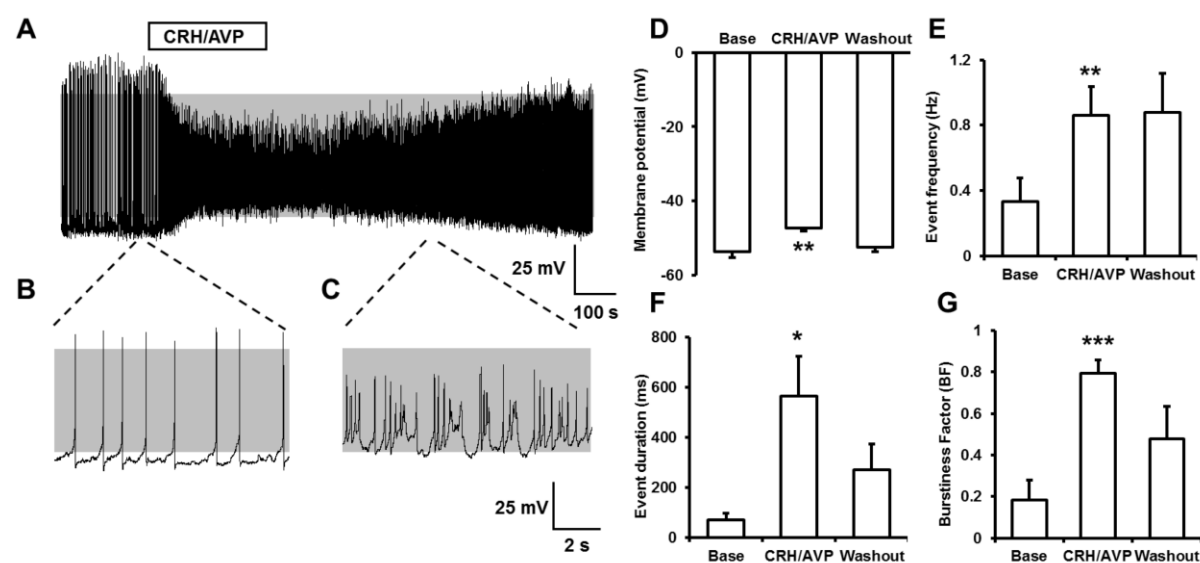 A
CRH/AVP
25 mV
100 s
B
C
25 mV
2 s
D
Base CRH/AVP Washout
Membrane potential (mV)
0
-20
-40
-60
**
E
Event frequency (Hz)
1.2
0.8
0.4
0
**
Base CRH/AVP Washout
F
Event duration (ms)
800
600
400
200
0
*
Base CRH/AVP Washout
G
Burstiness Factor (BF)
1
0.8
0.6
0.4
0.2
0
***
Base CRH/AVP Washout